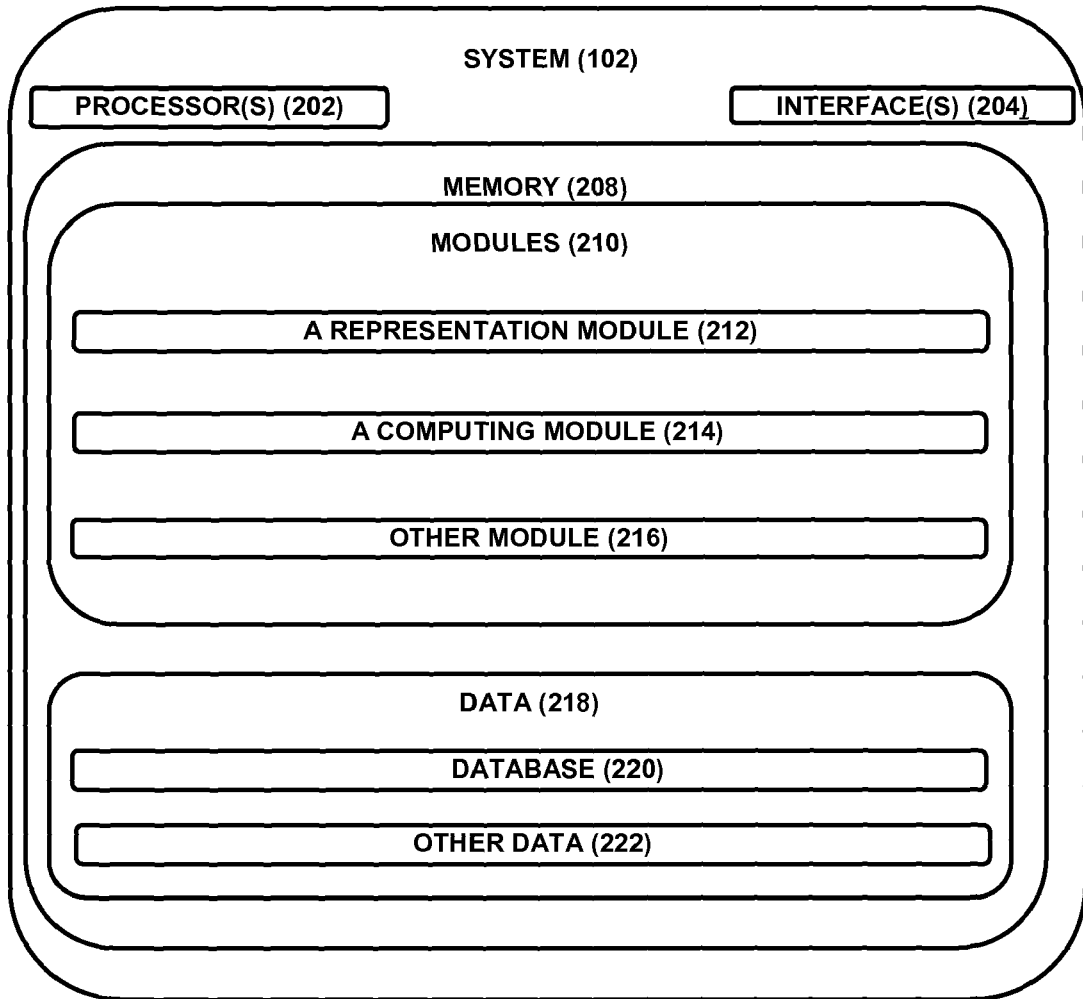 SYSTEM (102)
PROCESSOR(S) (202)
INTERFACE(S) (204)
MEMORY (208)
MODULES (210)
A REPRESENTATION MODULE (212)
A COMPUTING MODULE (214)
OTHER MODULE (216)
DATA (218)
DATABASE (220)
OTHER DATA (222)